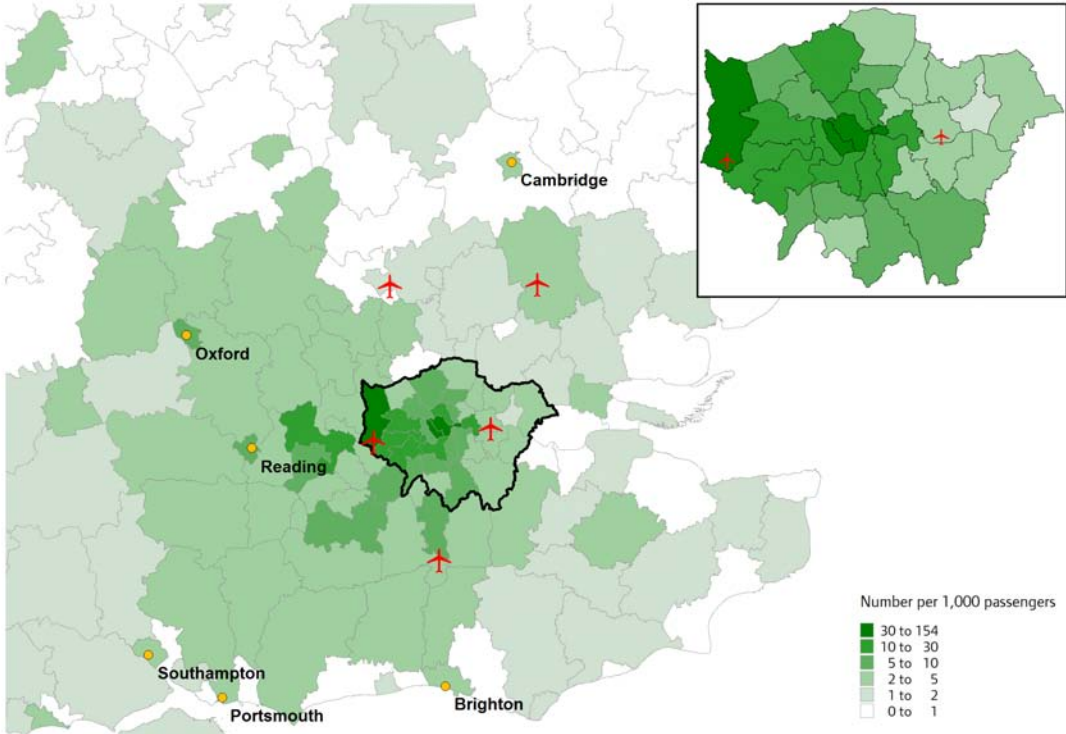 Cambridge
Oxford
Reading
Southampton
Portsmouth
Brighton
Number per 1,000 passengers
30 to 154
10 to 30
5 to 10
2 to 5
1 to 2
0 to 1